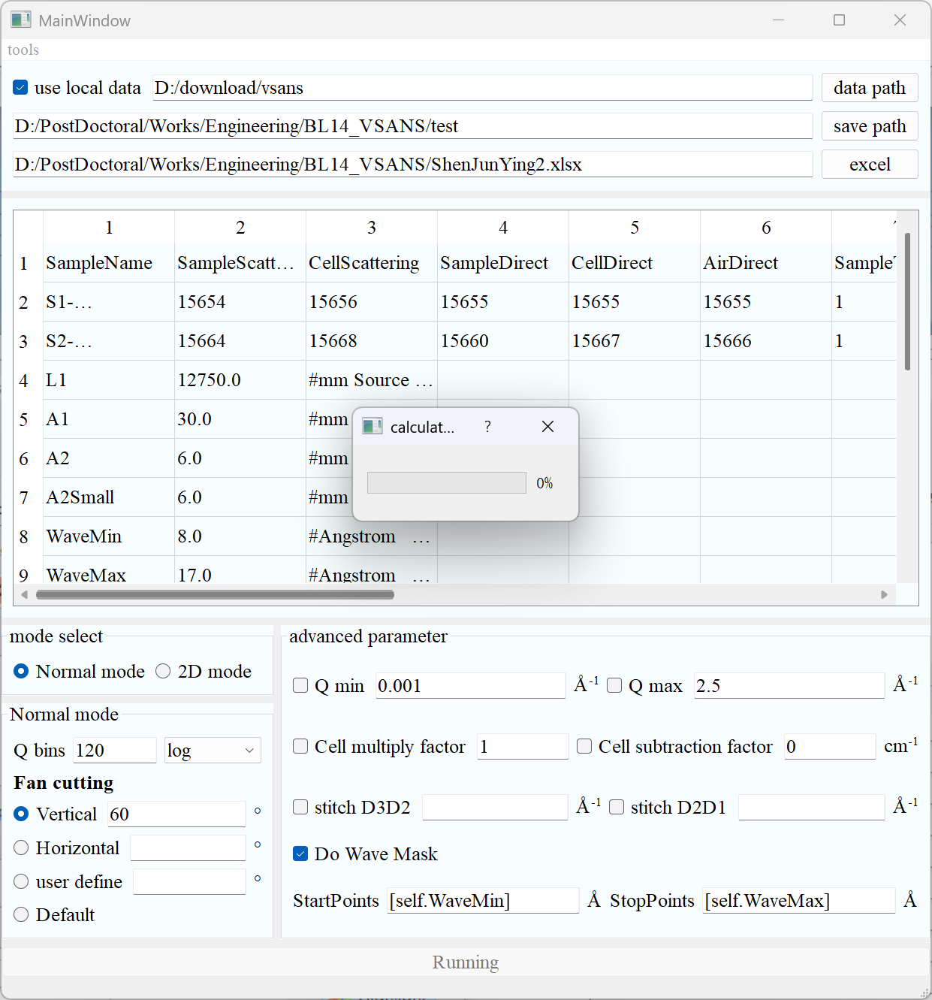 MainWindow
tools
use local data D:/download/vsans data path
D:/PostDoctoral/Works/Engineering/BL14_VSANS/test save path
D:/PostDoctoral/Works/Engineering/BL14_VSANS/ShenJunYing2.xlsx excel
1 2 3 4 5 6
1 SampleName SampleScatt... CellScattering SampleDirect CellDirect AirDirect Sample
2 S1-... 15654 15656 15655 15655 15655 1
3 S2-... 15664 15668 15660 15667 15666 1
4 L1 12750.0 #mm Source ...
5 A1 30.0 #mm
6 A2 6.0 #mm
7 A2Small 6.0 #mm
8 WaveMin 8.0 #Angstrom ...
9 WaveMax 17.0 #Angstrom ...
calculat... ?
0%
mode select
Normal mode 2D mode
Normal mode
Q bins 120 log
Fan cutting
Vertical 60 °
Horizontal °
user define °
Default
advanced parameter
Q min 0.001 Å-1 Q max 2.5 Å-1
Cell multiply factor 1 Cell subtraction factor 0 cm-1
stitch D3D2 Å-1 stitch D2D1 Å-1
Do Wave Mask
StartPoints [self.WaveMin] Å StopPoints [self.WaveMax] Å
Running